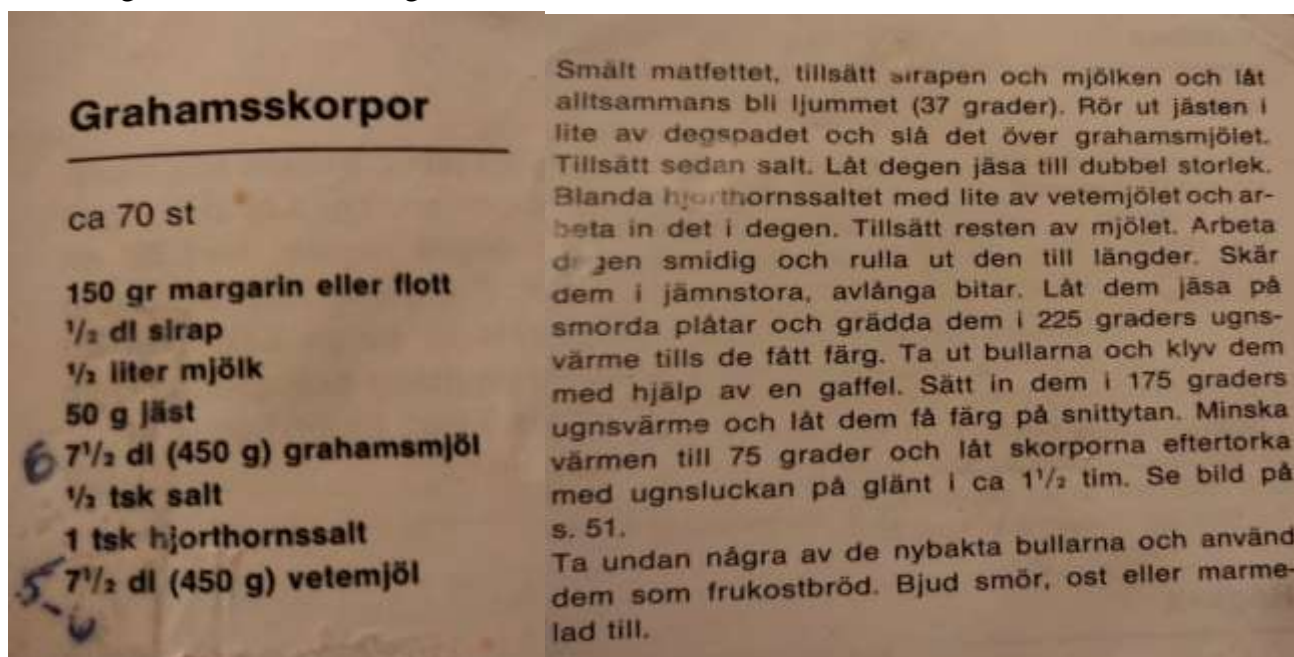 Grahamsskorpor
ca 70 st
150 gr margarin eller flott
½ dl sirap
½ liter mjölk
50 g jäst
6 7½ dl (450 g) grahamsmjöl
½ tsk salt
1 tsk hjorthornssalt
5-6 7½ dl (450 g) vetemjöl
Smält matfettet, tillsätt sirapen och mjölken och låt
alltsammans bli ljummet (37 grader). Rör ut jästen i
lite av degspadet och slå det över grahamsmjölet.
Tillsätt sedan salt. Låt degen jäsa till dubbel storlek.
Blanda hjorthornssaltet med lite av vetemjölet och ar-
beta in det i degen. Tillsätt resten av mjölet. Arbeta
degen smidig och rulla ut den till längder. Skär
dem i jämnstora, avlånga bitar. Låt dem jäsa på
smorda plåtar och grädda dem i 225 graders ugns-
värme tills de fått färg. Ta ut bullarna och klyv dem
med hjälp av en gaffel. Sätt in dem i 175 graders
ugnsvärme och låt dem få färg på snittytan. Minska
värmen till 75 grader och låt skorporna eftertorka
med ugnsluckan på glänt i ca 1½ tim. Se bild på
s. 51.
Ta undan några av de nybakta bullarna och använd
dem som frukostbröd. Bjud smör, ost eller marme-
lad till.